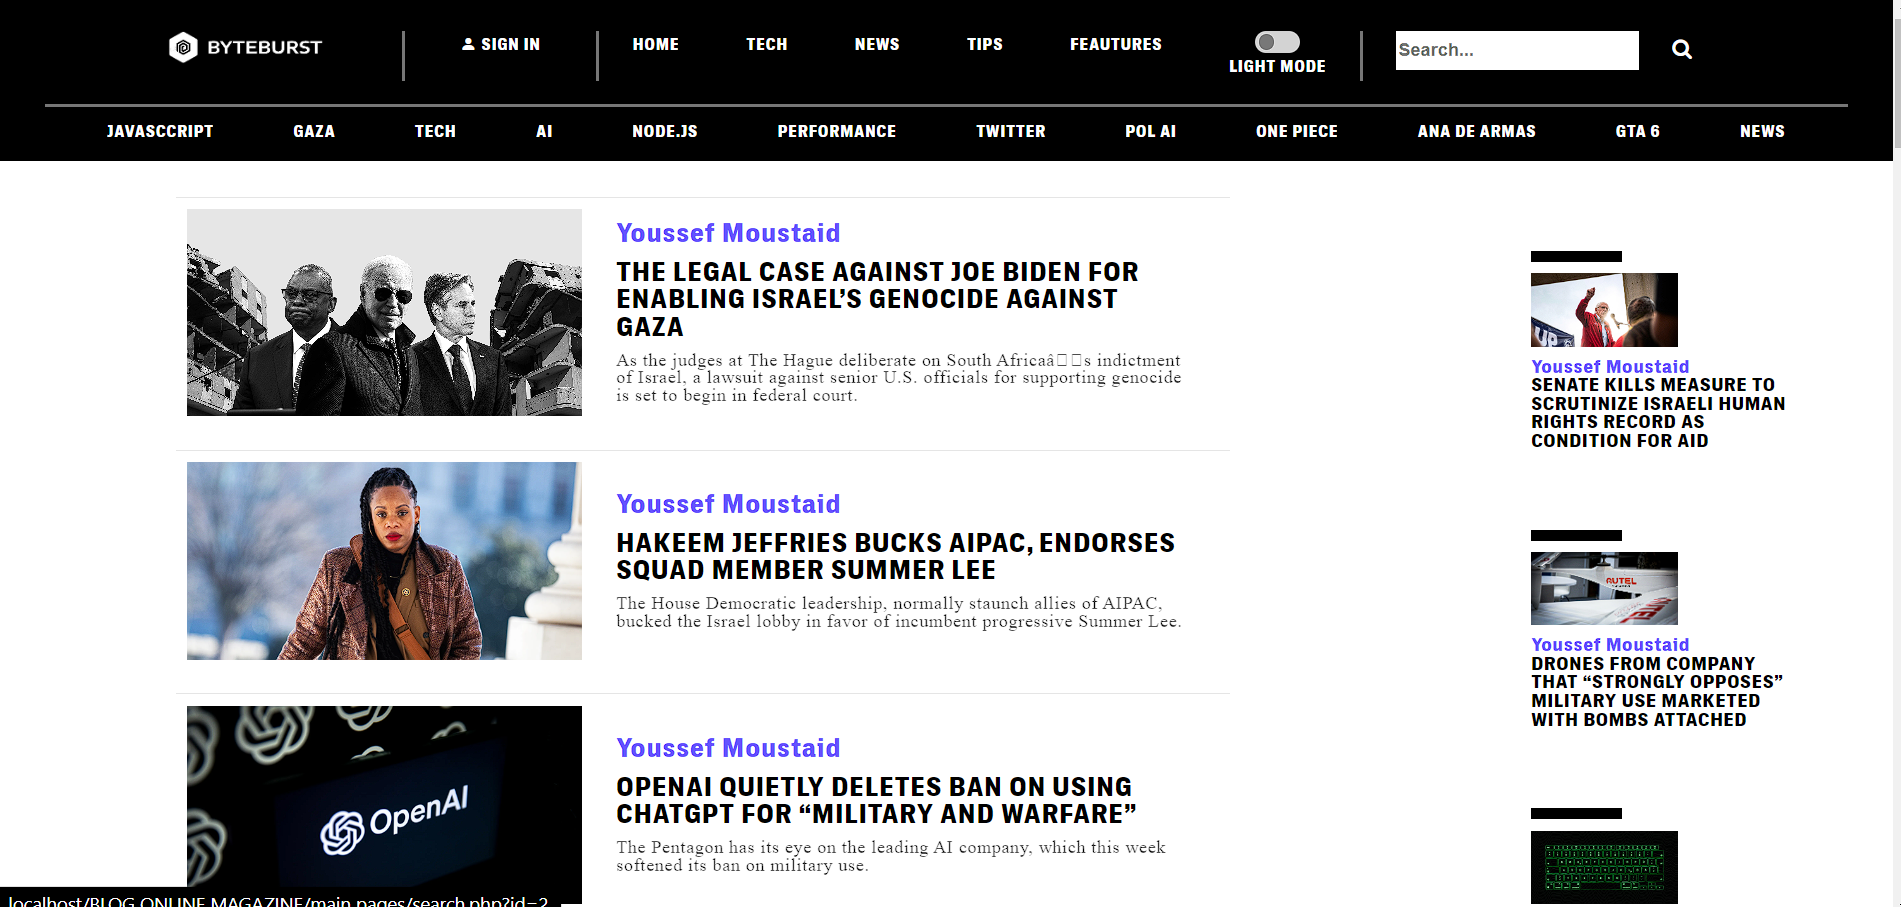 BYTEBURST
SIGN IN
HOME
TECH
NEWS
TIPS
FEAUTURES
LIGHT MODE
Search...
JAVASCCRIPT
GAZA
TECH
AI
NODE.JS
PERFORMANCE
TWITTER
POL AI
ONE PIECE
ANA DE ARMAS
GTA 6
NEWS
Youssef Moustaid
THE LEGAL CASE AGAINST JOE BIDEN FOR
ENABLING ISRAEL’S GENOCIDE AGAINST
GAZA
As the judges at The Hague deliberate on South Africaâ□□s indictment
of Israel, a lawsuit against senior U.S. officials for supporting genocide
is set to begin in federal court.
Youssef Moustaid
HAKEEM JEFFRIES BUCKS AIPAC, ENDORSES
SQUAD MEMBER SUMMER LEE
The House Democratic leadership, normally staunch allies of AIPAC,
bucked the Israel lobby in favor of incumbent progressive Summer Lee.
OpenAI
Youssef Moustaid
OPENAI QUIETLY DELETES BAN ON USING
CHATGPT FOR “MILITARY AND WARFARE”
The Pentagon has its eye on the leading AI company, which this week
softened its ban on military use.
UP
Youssef Moustaid
SENATE KILLS MEASURE TO
SCRUTINIZE ISRAELI HUMAN
RIGHTS RECORD AS
CONDITION FOR AID
AUTEL
Youssef Moustaid
DRONES FROM COMPANY
THAT “STRONGLY OPPOSES”
MILITARY USE MARKETED
WITH BOMBS ATTACHED
localhost/BLOG ONLINE MAGAZINE/main pages/search.php?id=2